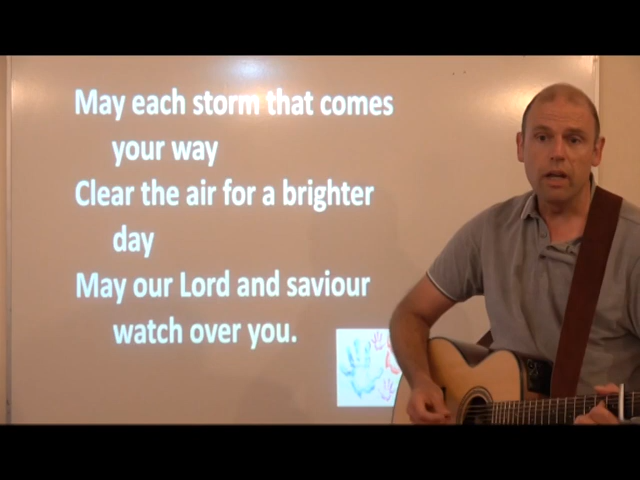 May each storm that comes
your way
Clear the air for a brighter
day
May our Lord and saviour
watch over you.